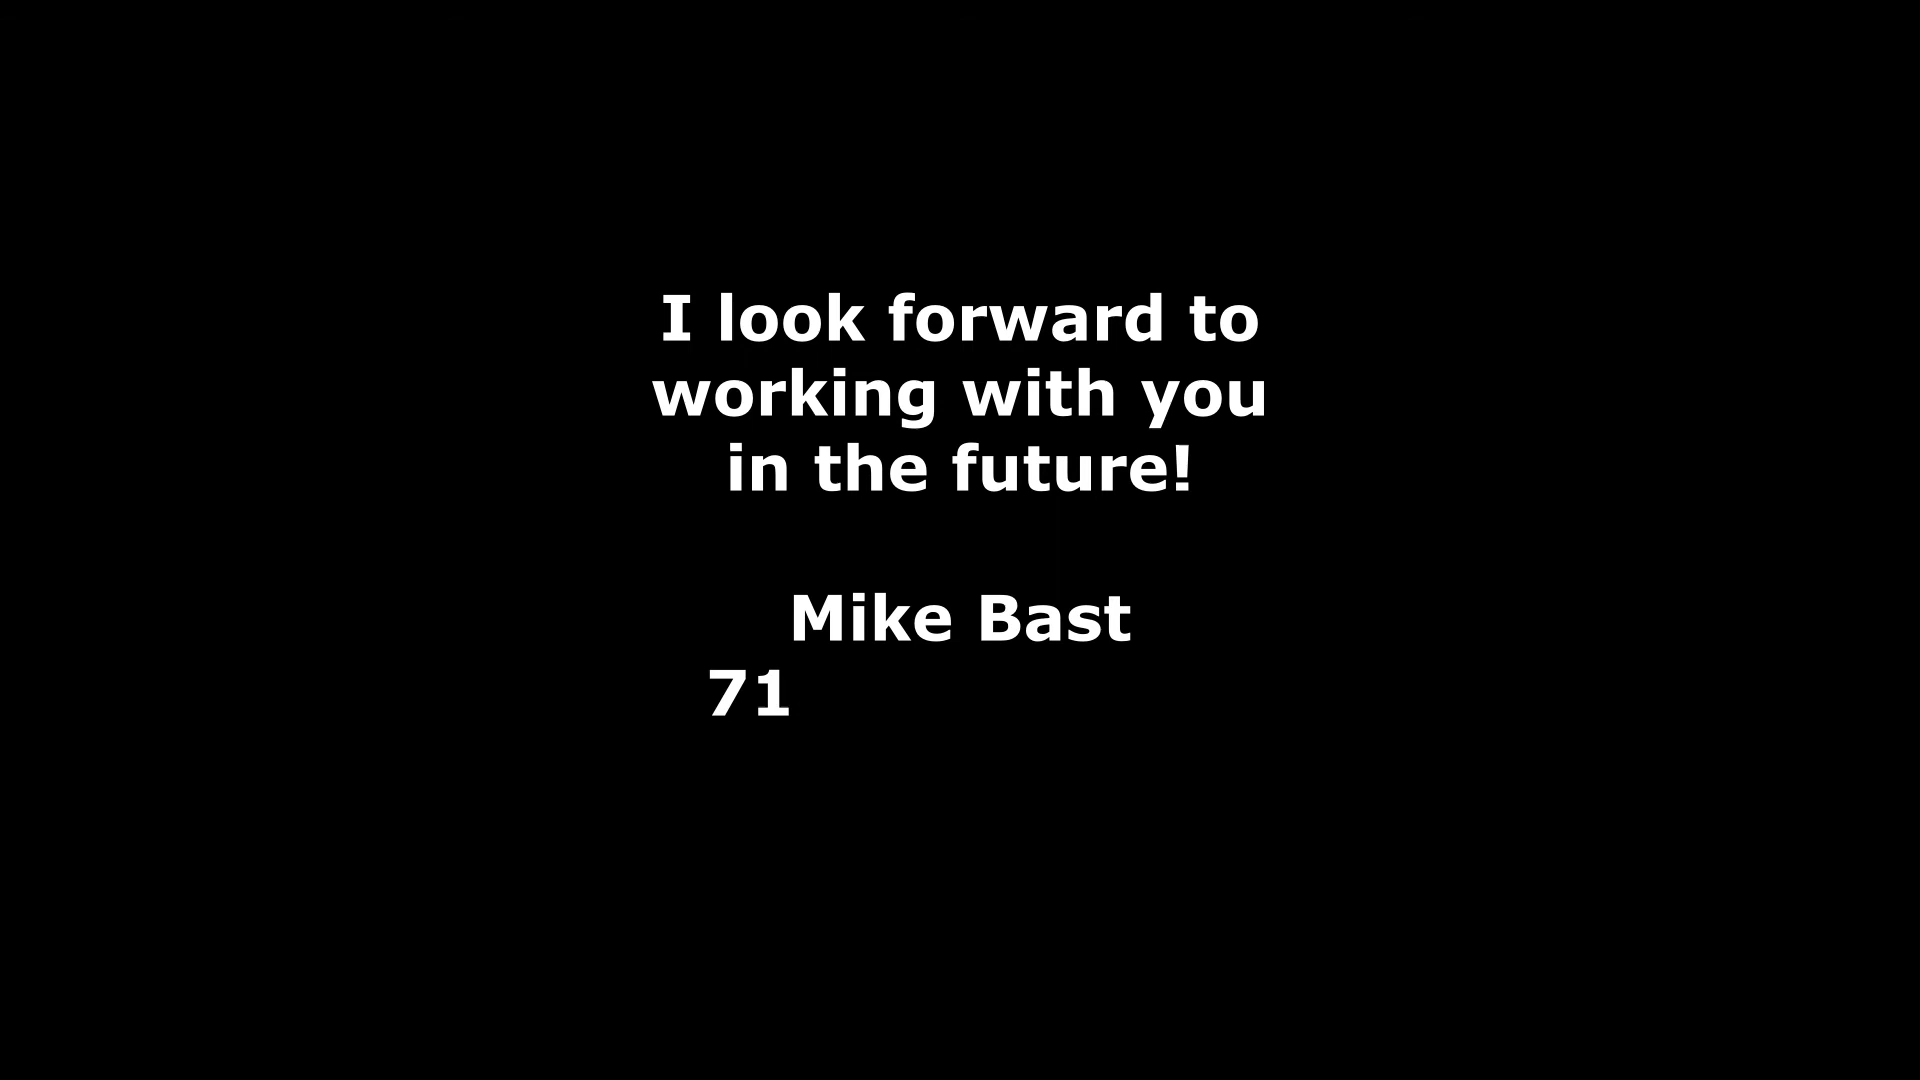 I look forward to
working with you
in the future!
Mike Bast
71